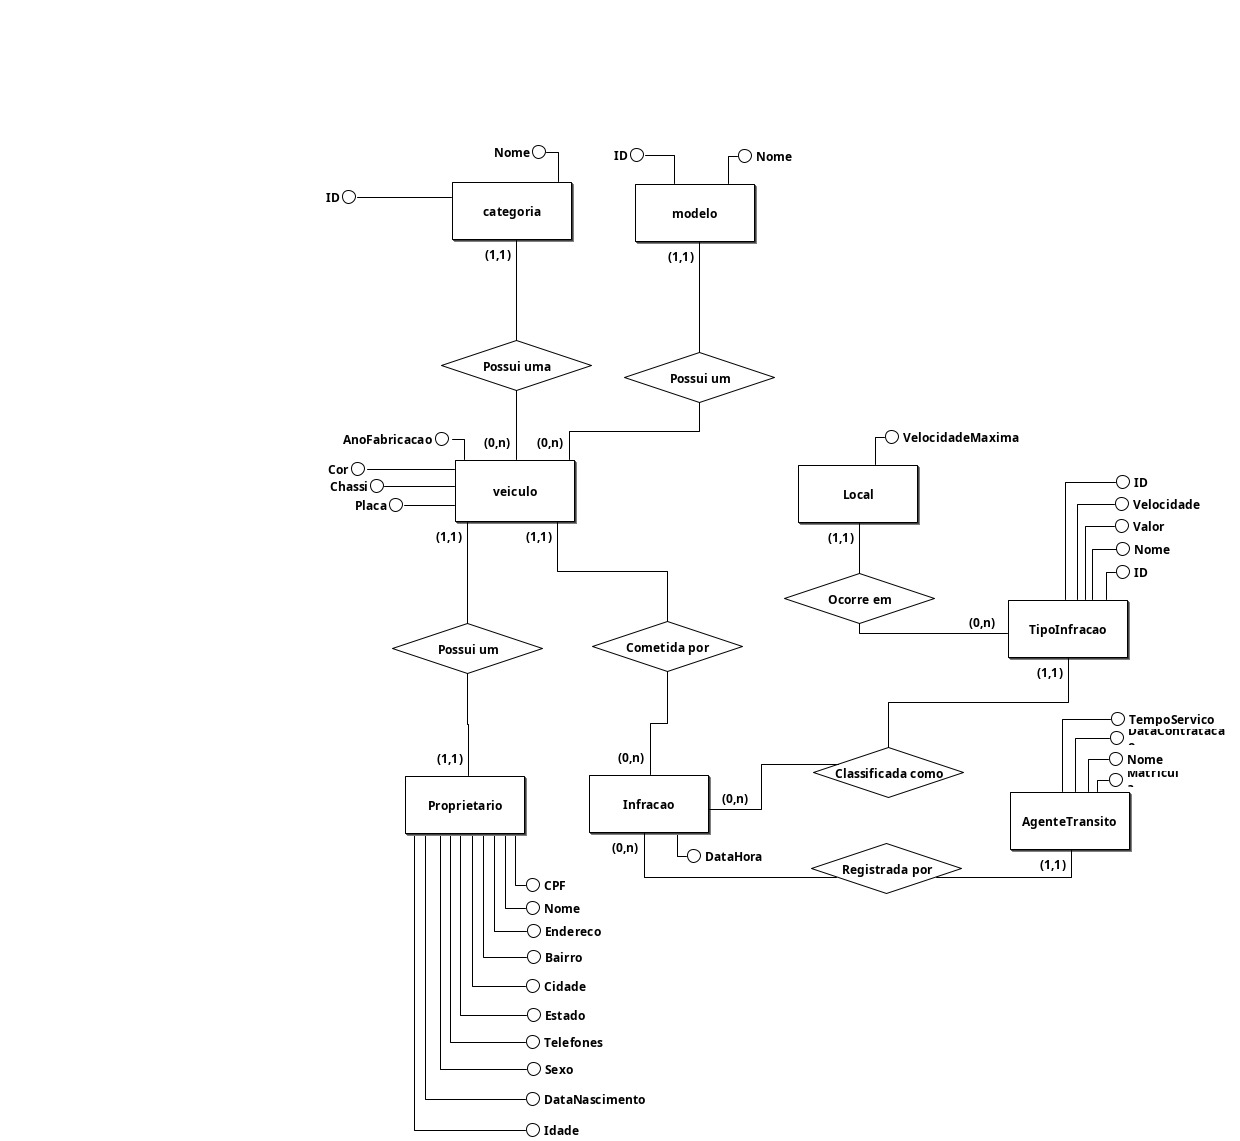 Nome
ID
Nome
ID
categoria
modelo
(1,1)
(1,1)
Possui uma
Possui um
AnoFabricacao
(0,n)
(0,n)
VelocidadeMaxima
Cor
Chassi
Placa
veiculo
Local
ID
Velocidade
Valor
Nome
ID
(1,1)
(1,1)
(1,1)
Ocorre em
(0,n)
TipoInfracao
Possui um
Cometida por
(1,1)
TempoServico
DataContrataca
o
Nome
Matricul
a
(1,1)
(0,n)
Classificada como
(0,n)
Proprietario
Infracao
AgenteTransito
(0,n)
DataHora
Registrada por
(1,1)
CPF
Nome
Endereco
Bairro
Cidade
Estado
Telefones
Sexo
DataNascimento
Idade